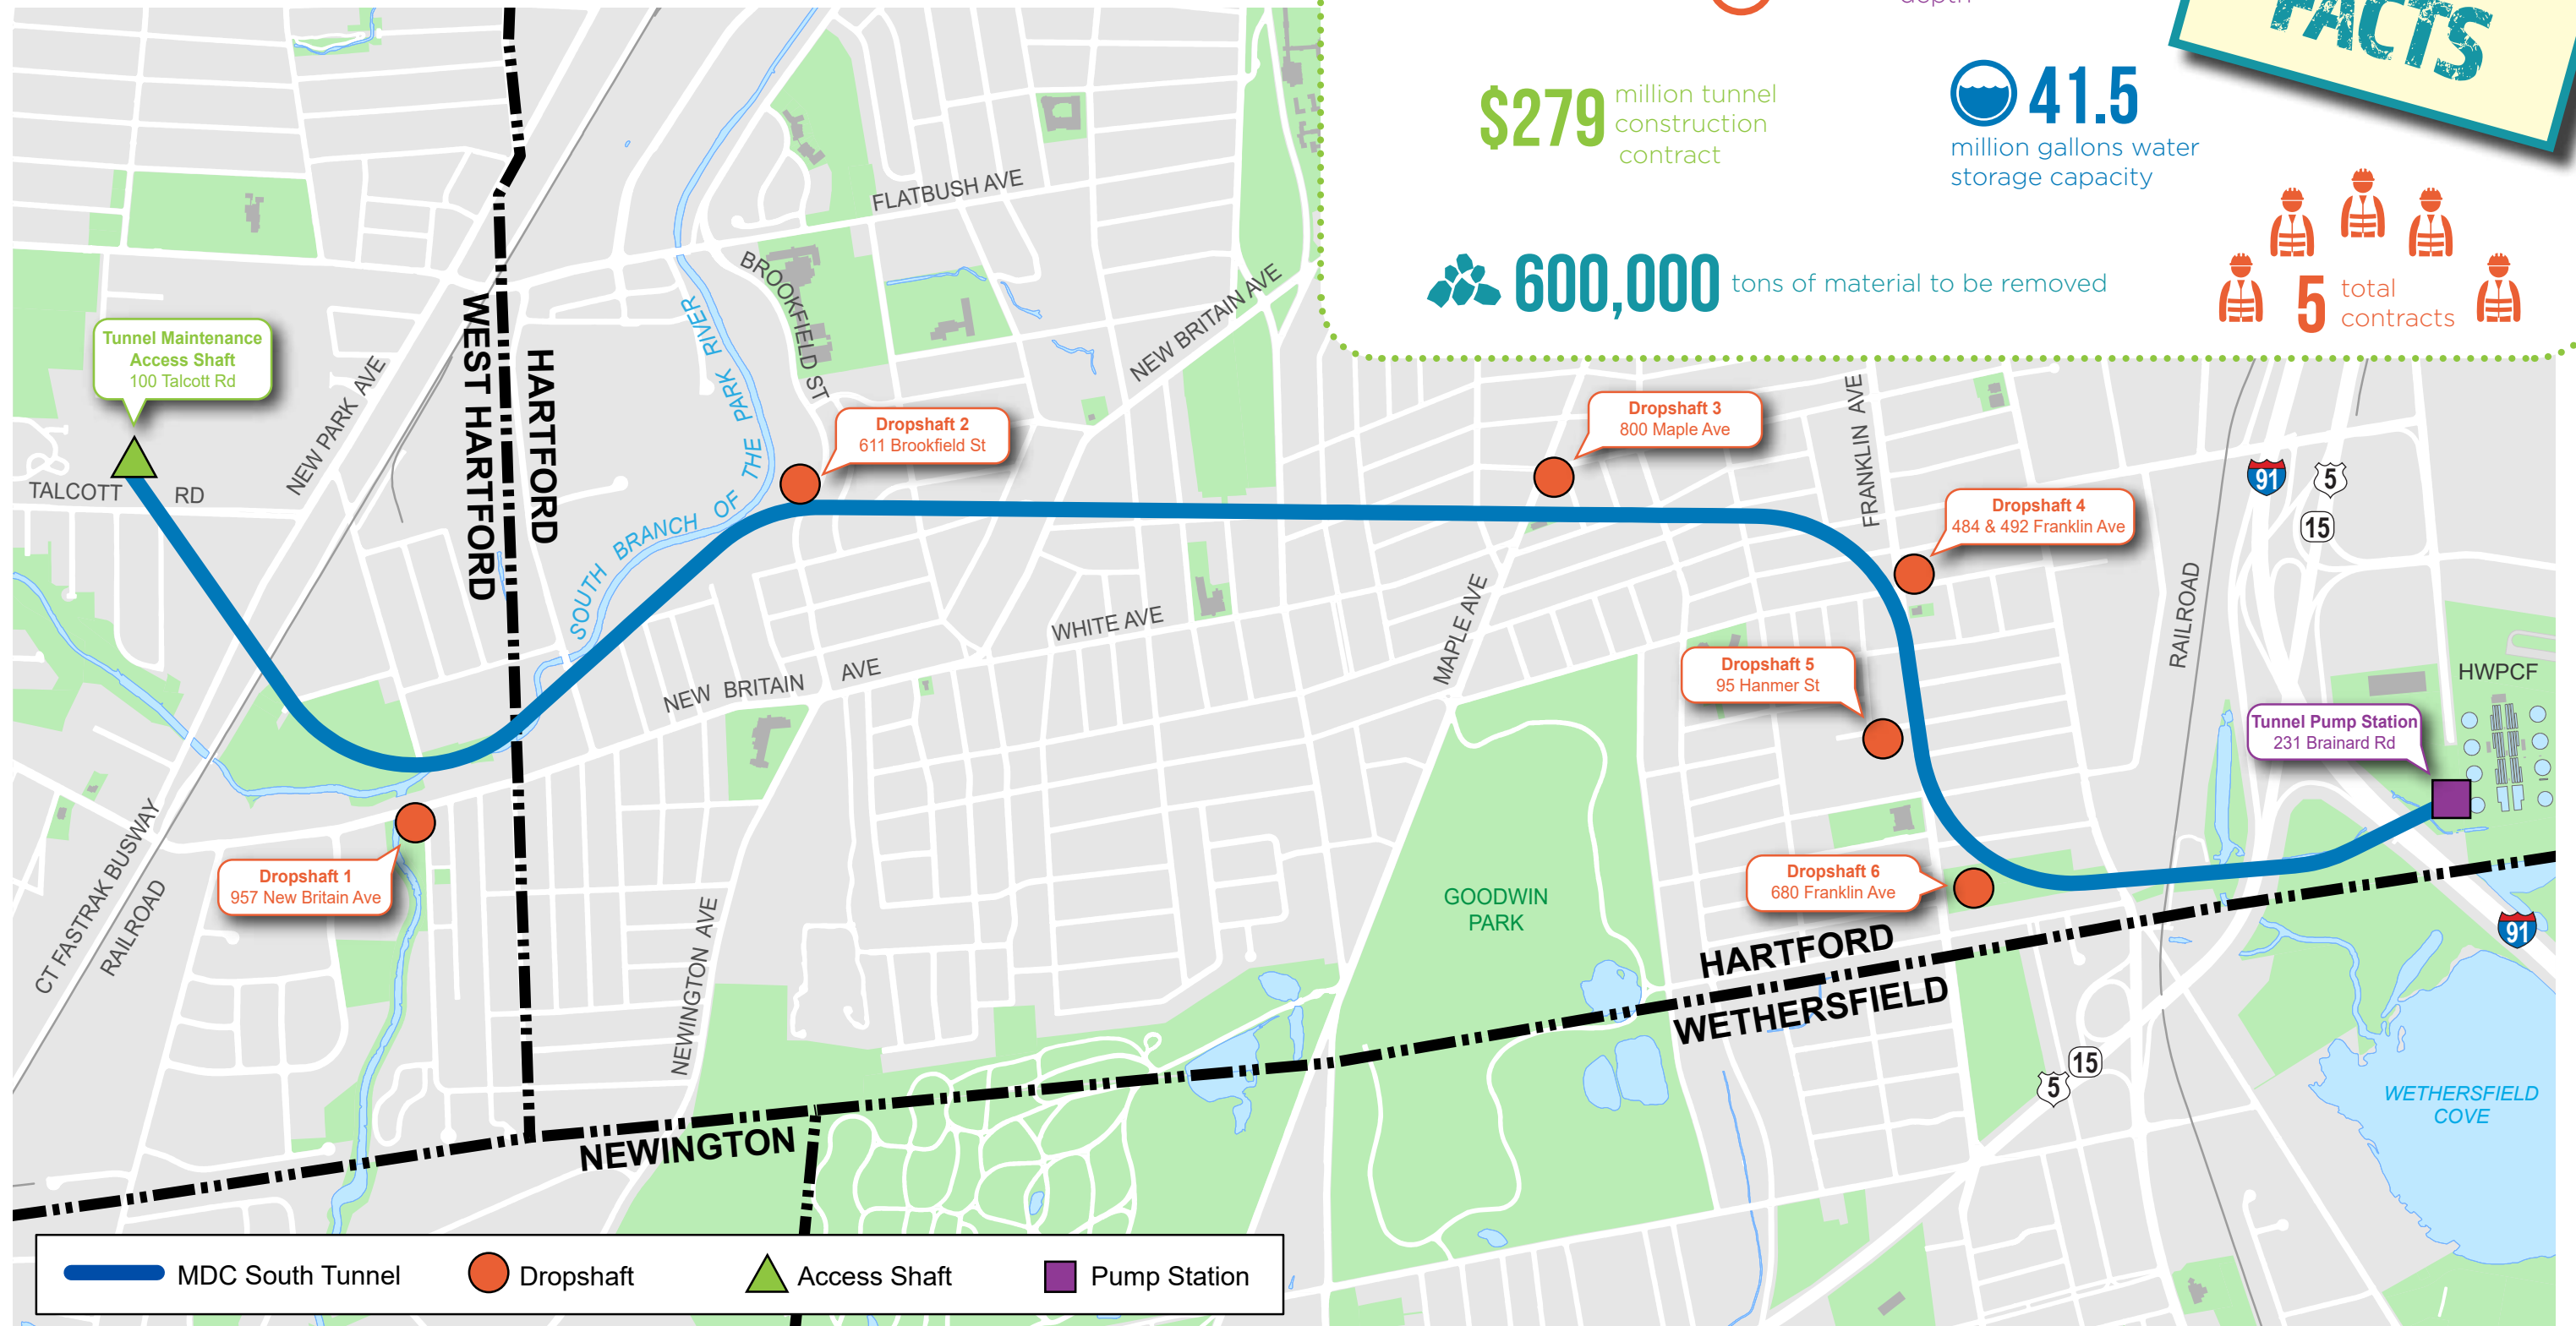 depth
FACTS
$279
million tunnel
construction
contract
41.5
million gallons water
storage capacity
600,000
tons of material to be removed
5
total
contracts
FLATBUSH AVE
BROOKFIELD ST
NEW BRITAIN AVE
WEST HARTFORD
HARTFORD
Tunnel Maintenance
Access Shaft
100 Talcott Rd
NEW PARK AVE
TALCOTT RD
SOUTH BRANCH OF THE PARK RIVER
Dropshaft 2
611 Brookfield St
Dropshaft 3
800 Maple Ave
FRANKLIN AVE
Dropshaft 4
484 & 492 Franklin Ave
91
5
15
RAILROAD
MAPLE AVE
WHITE AVE
NEW BRITAIN AVE
Dropshaft 5
95 Hanmer St
HWPCF
Tunnel Pump Station
231 Brainard Rd
CT FASTRAK BUSWAY
RAILROAD
Dropshaft 1
957 New Britain Ave
NEWINGTON AVE
GOODWIN
PARK
Dropshaft 6
680 Franklin Ave
HARTFORD
WETHERSFIELD
91
15
5
WETHERSFIELD
COVE
NEWINGTON
MDC South Tunnel
Dropshaft
Access Shaft
Pump Station